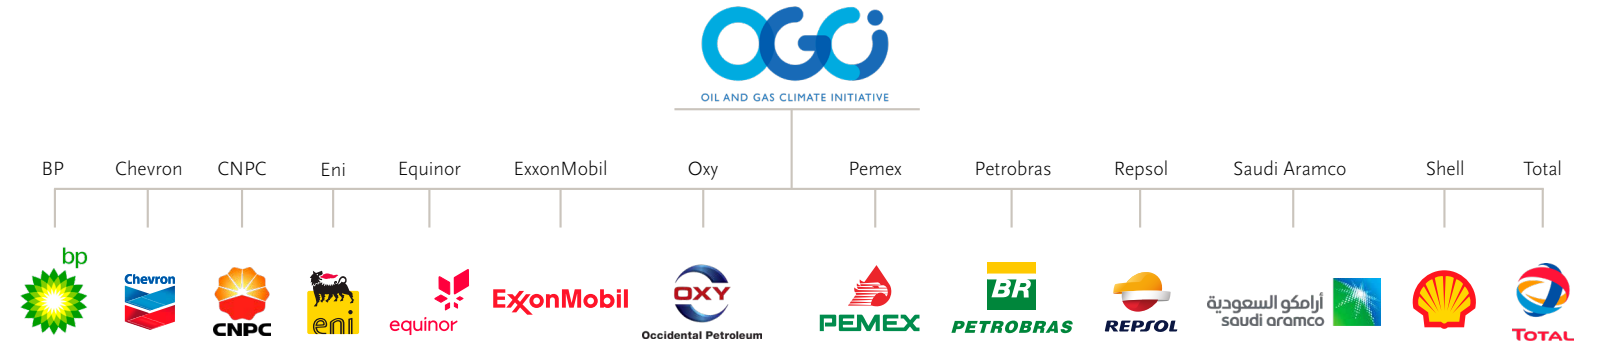 OGCi
OIL AND GAS CLIMATE INITIATIVE
BP Chevron CNPC Eni Equinor ExxonMobil Oxy Pemex Petrobras Repsol Saudi Aramco Shell Total
bp
Chevron
CNPC
eni
equinor
ExxonMobil
OXY
Occidental Petroleum
PEMEX
BR
PETROBRAS
REPSOL
أرامكو السعودية
saudi aramco
TOTAL